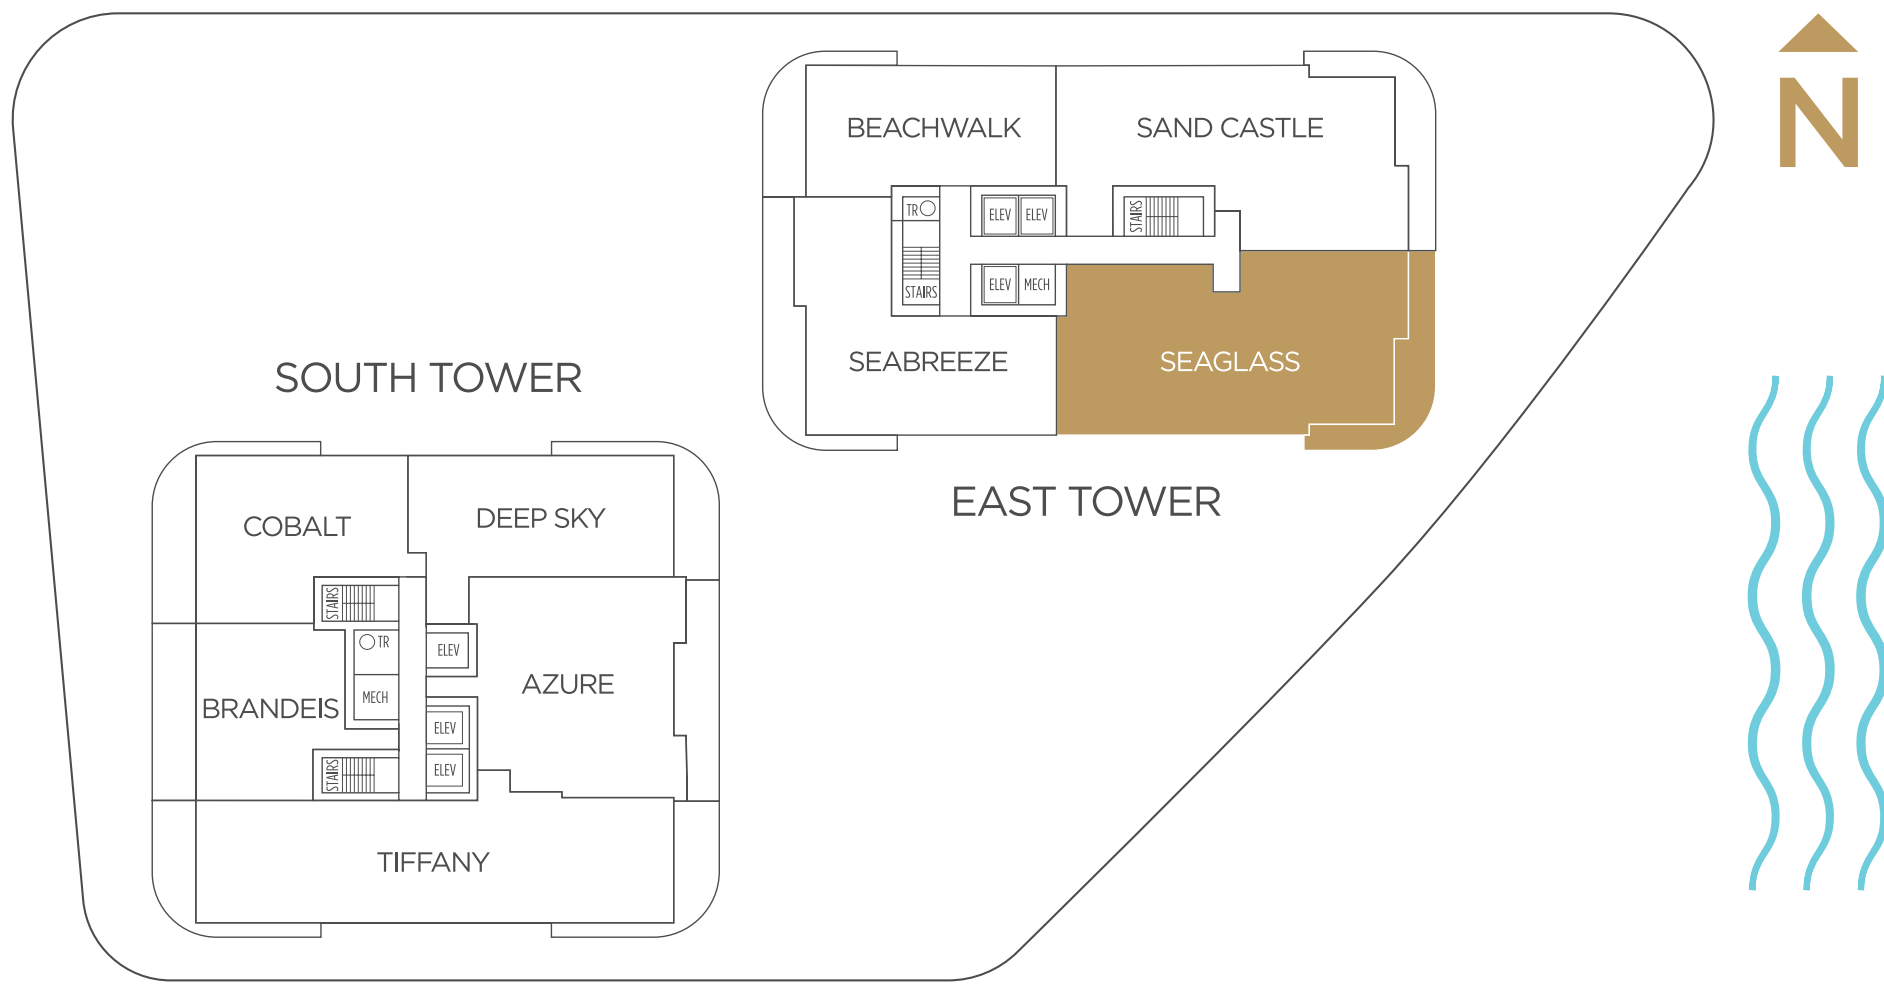 N
BEACHWALK
SAND CASTLE
TR
ELEV
ELEV
STAIRS
ELEV
MECH
STAIRS
SEABREEZE
SEAGLASS
EAST TOWER
SOUTH TOWER
COBALT
DEEP SKY
STAIRS
TR
ELEV
AZURE
MECH
BRANDEIS
ELEV
STAIRS
ELEV
TIFFANY